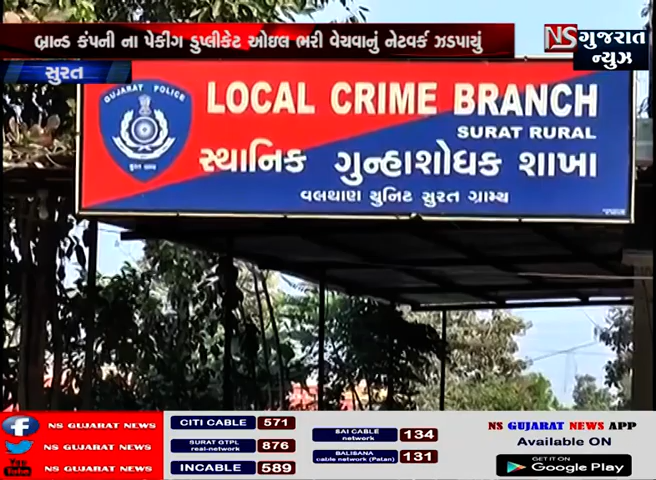 બ્રાન્ડ કંપની ના પેકીંગ ડુપ્લીકેટ ઓઇલ ભરી વેચવાનું નેટવર્ક ઝડપાયું
NS ગુજરાત ન્યુઝ
સુરત
GUJARAT POLICE
LOCAL CRIME BRANCH
SURAT RURAL
સ્થાનિક ગુન્હાશોધક શાખા
વલથાણ યુનિટ સુરત ગ્રામ્ય
NS GUJARAT NEWS
NS GUJARAT NEWS
NS GUJARAT NEWS
CITI CABLE 571
SURAT GTPL real-network 876
INCABLE 589
SAI CABLE network 134
BALISANA cable network (Patan) 131
NS GUJARAT NEWS APP
Available ON
GET IT ON
Google Play